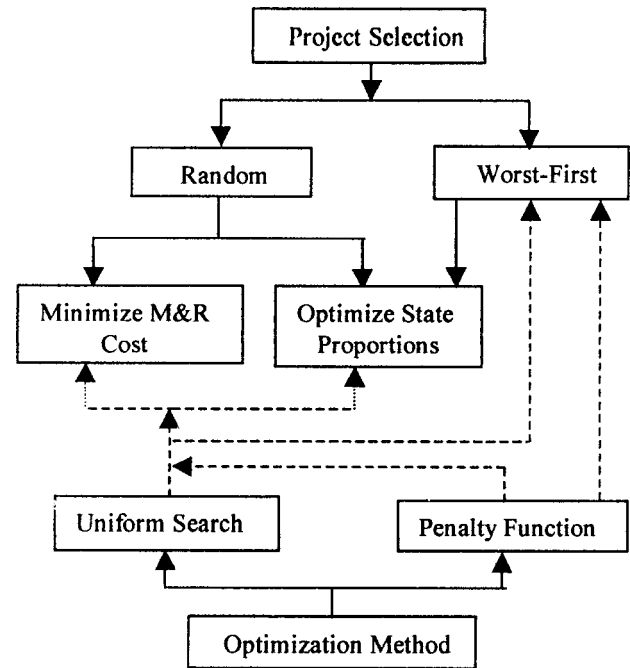 Project Selection
Random
Worst-First
Minimize M&R
Cost
Optimize State
Proportions
Uniform Search
Penalty Function
Optimization Method